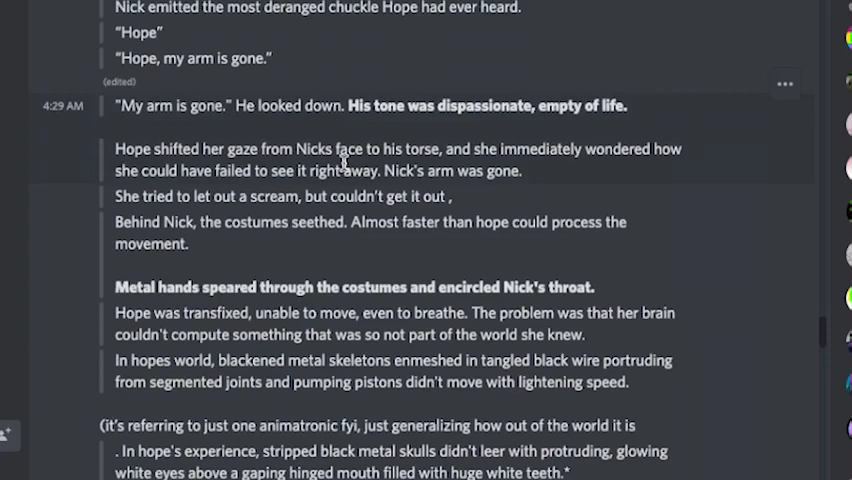 Nick emitted the most deranged chuckle Hope had ever heard.
“Hope”
“Hope, my arm is gone.”
(edited)
4:29 AM "My arm is gone." He looked down. His tone was dispassionate, empty of life.
Hope shifted her gaze from Nicks face to his torse, and she immediately wondered how
she could have failed to see it right away. Nick's arm was gone.
She tried to let out a scream, but couldn't get it out ,
Behind Nick, the costumes seethed. Almost faster than hope could process the
movement.
Metal hands speared through the costumes and encircled Nick's throat.
Hope was transfixed, unable to move, even to breathe. The problem was that her brain
couldn't compute something that was so not part of the world she knew.
In hopes world, blackened metal skeletons enmeshed in tangled black wire portruding
from segmented joints and pumping pistons didn't move with lightening speed.
(it's referring to just one animatronic fyi, just generalizing how out of the world it is
. In hope's experience, stripped black metal skulls didn't leer with protruding, glowing
white eyes above a gaping hinged mouth filled with huge white teeth.*